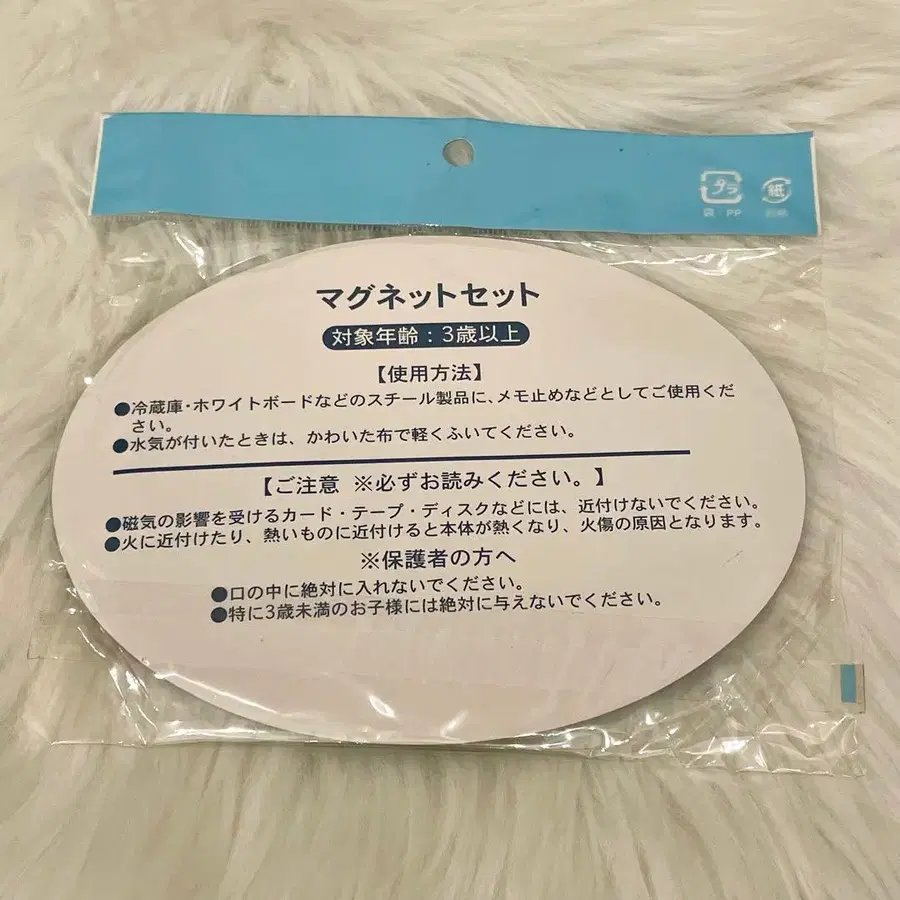 プラ
紙
袋 PP
マグネットセット
対象年齢：3歳以上
【使用方法】
●冷蔵庫・ホワイトボードなどのスチール製品に、メモ止めなどとしてご使用くだ
さい。
●水気が付いたときは、かわいた布で軽くふいてください。
【ご注意 ※必ずお読みください。】
●磁気の影響を受けるカード・テープ・ディスクなどには、近付けないでください。
●火に近付けたり、熱いものに近付けると本体が熱くなり、火傷の原因となります。
※保護者の方へ
●口の中に絶対に入れないでください。
●特に3歳未満のお子様には絶対に与えないでください。